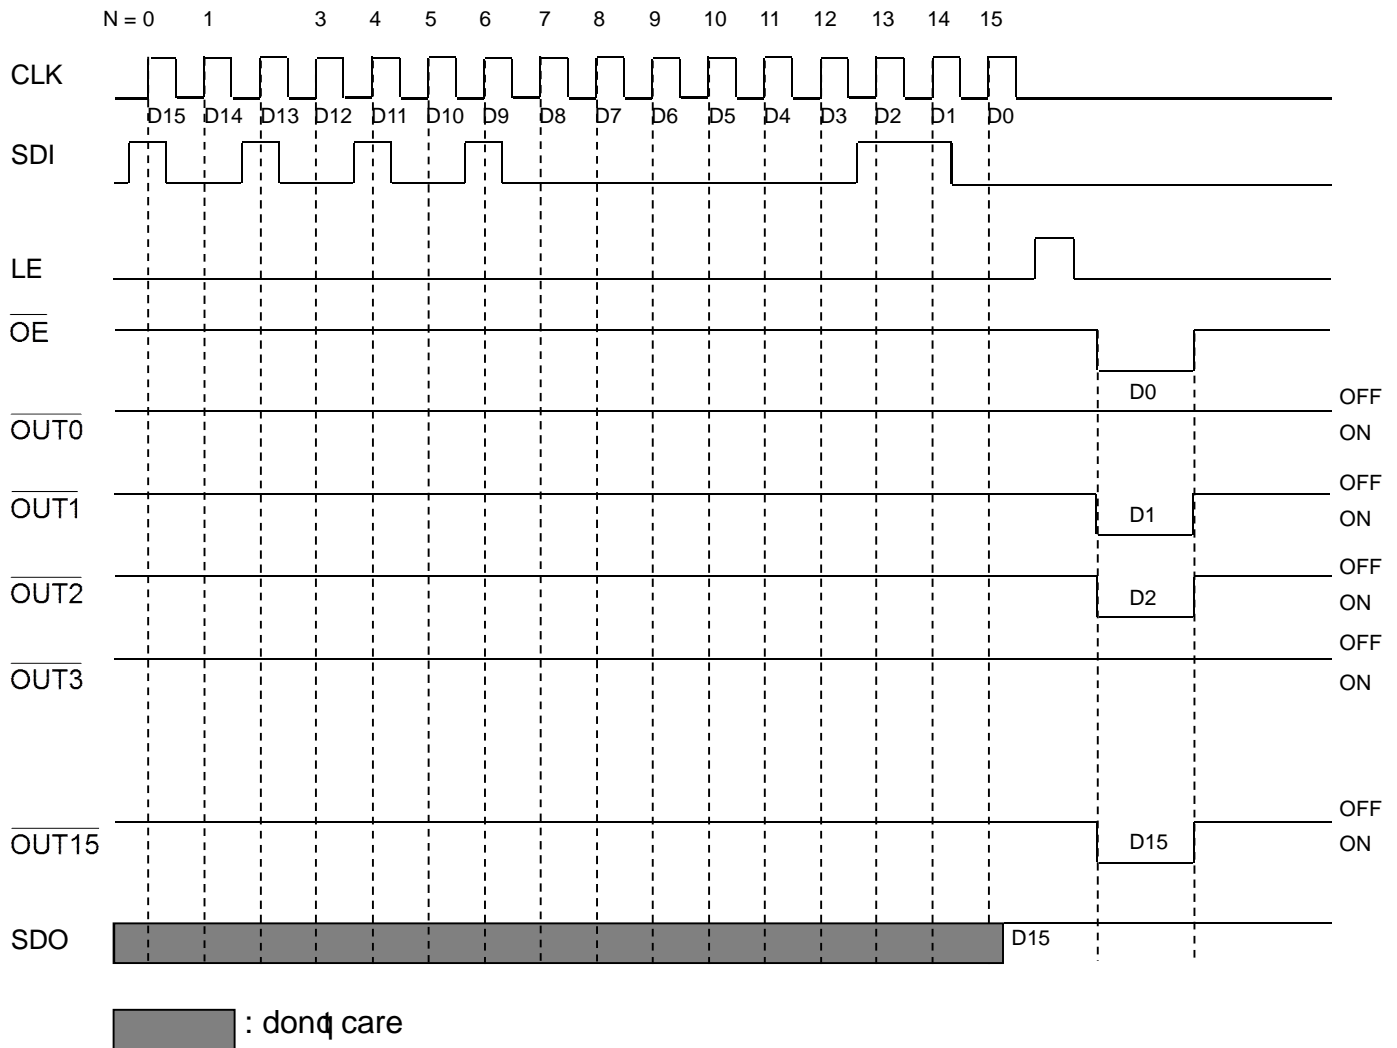 N = 0 1 3 4 5 6 7 8 9 10 11 12 13 14 15
CLK
D15 D14 D13 D12 D11 D10 D9 D8 D7 D6 D5 D4 D3 D2 D1 D0
SDI
LE
OE
D0
OFF
OUT0
ON
OFF
OUT1
D1
ON
OFF
OUT2
D2
ON
OFF
OUT3
ON
OFF
OUT15
D15
ON
SDO
D15
: don care